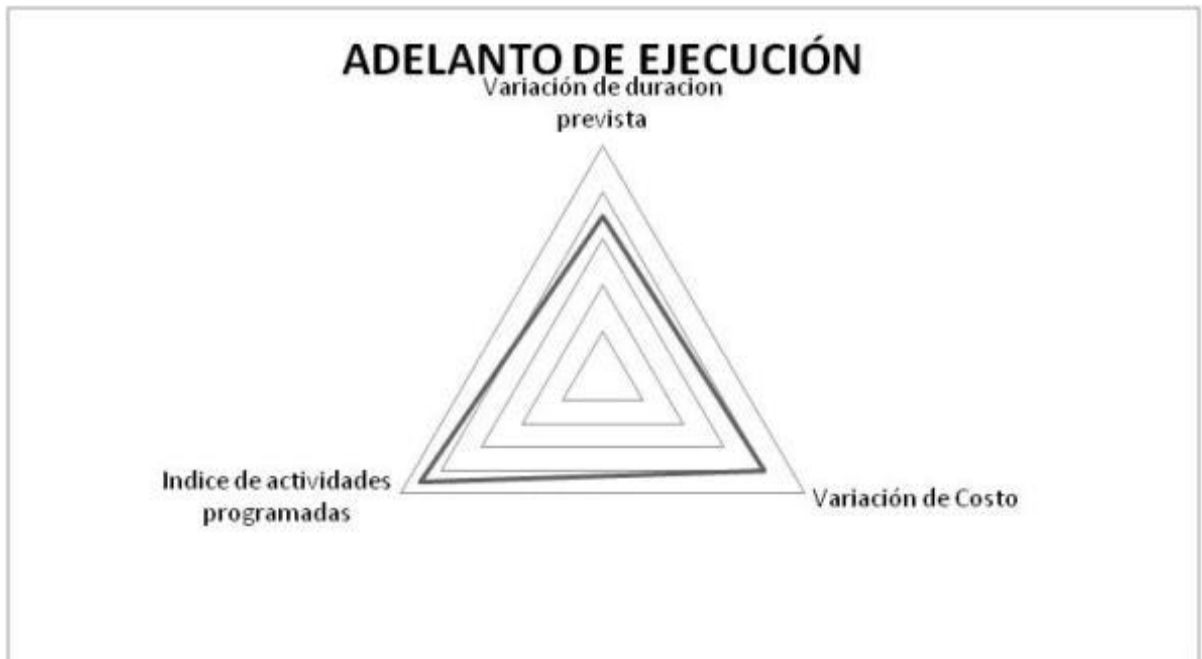 ADELANTO DE EJECUCIÓN
Variación de duracion
prevista
Indice de actividades
programadas
Variación de Costo